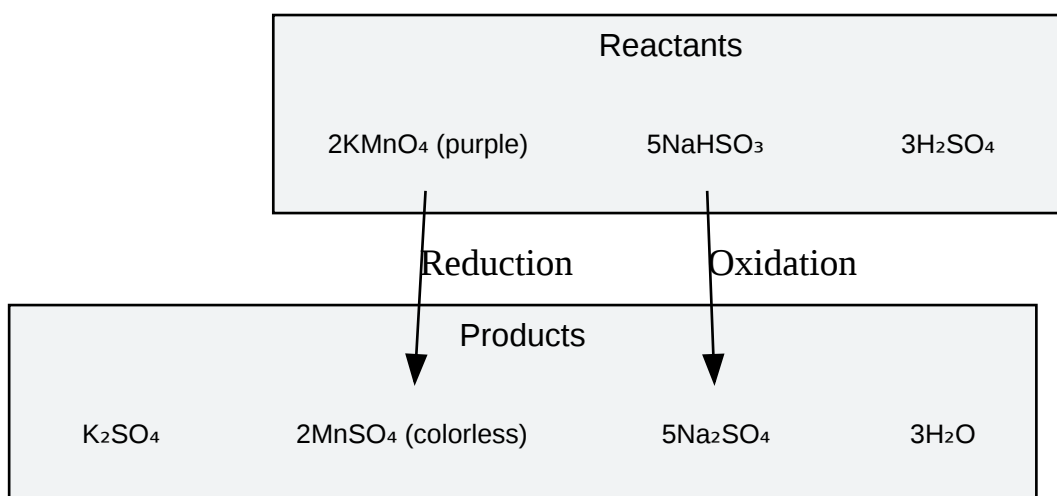 Reactants
2KMnO₄ (purple) 5NaHSO₃ 3H₂SO₄
Reduction Oxidation
Products
K₂SO₄ 2MnSO₄ (colorless) 5Na₂SO₄ 3H₂O